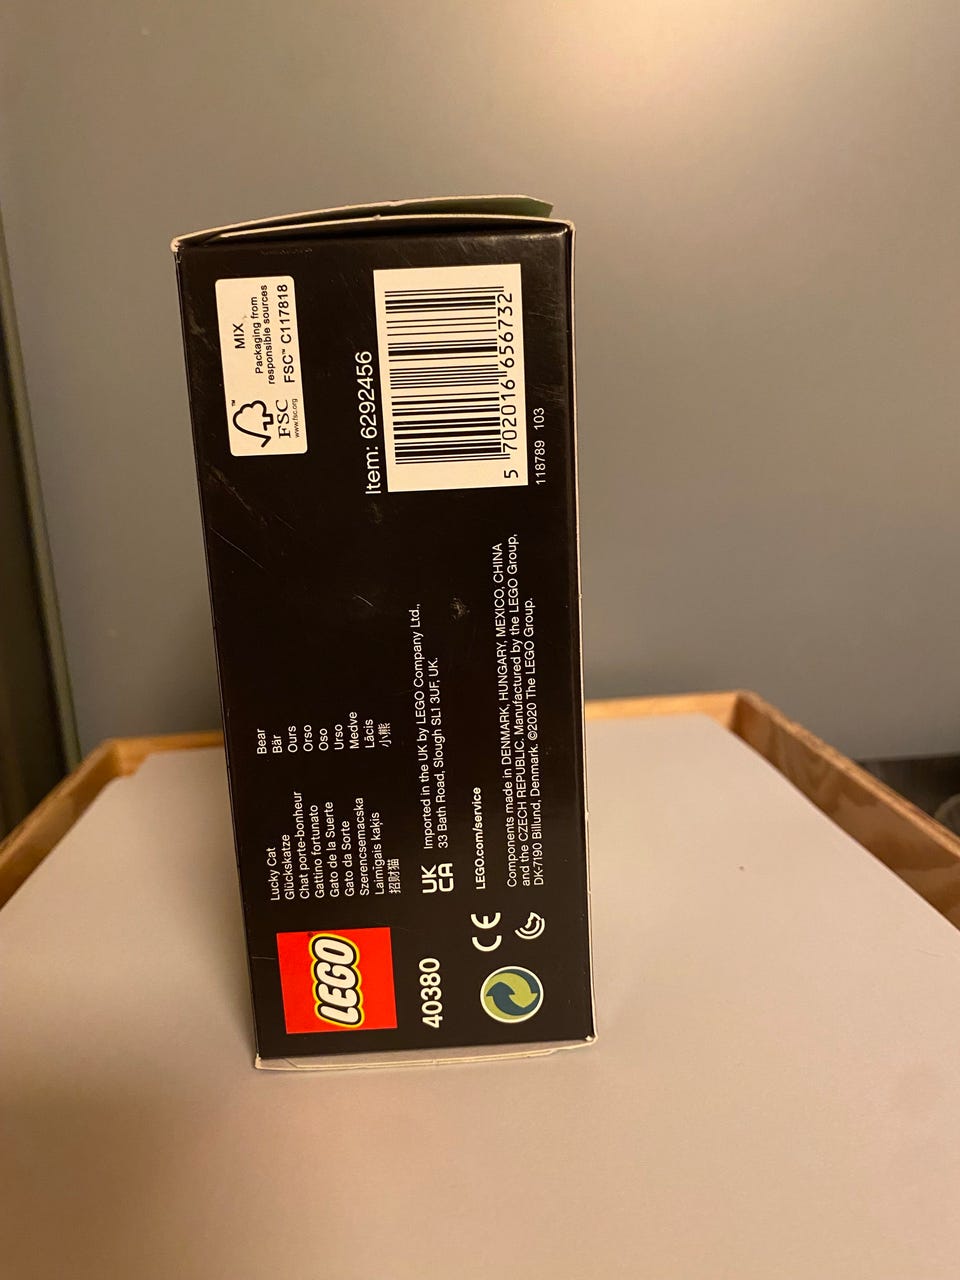 LEGO
40380
Lucky Cat
Glückskatze
Chat porte-bonheur
Gattino fortunato
Gato de la Suerte
Gato da Sorte
Szerencsemacska
Laimīgais kaķis
招财猫
Bear
Bär
Ours
Orso
Oso
Urso
Medve
Lācis
小熊
UK
CA
Imported in the UK by LEGO Company Ltd.,
33 Bath Road, Slough SL1 3UF, UK.
CE
LEGO.com/service
Components made in DENMARK, HUNGARY, MEXICO, CHINA
and the CZECH REPUBLIC. Manufactured by the LEGO Group,
DK-7190 Billund, Denmark. ©2020 The LEGO Group.
FSC
www.fsc.org
™
MIX
Packaging from
responsible sources
FSC™ C117818
Item: 6292456
5 702016 656732
118789 103